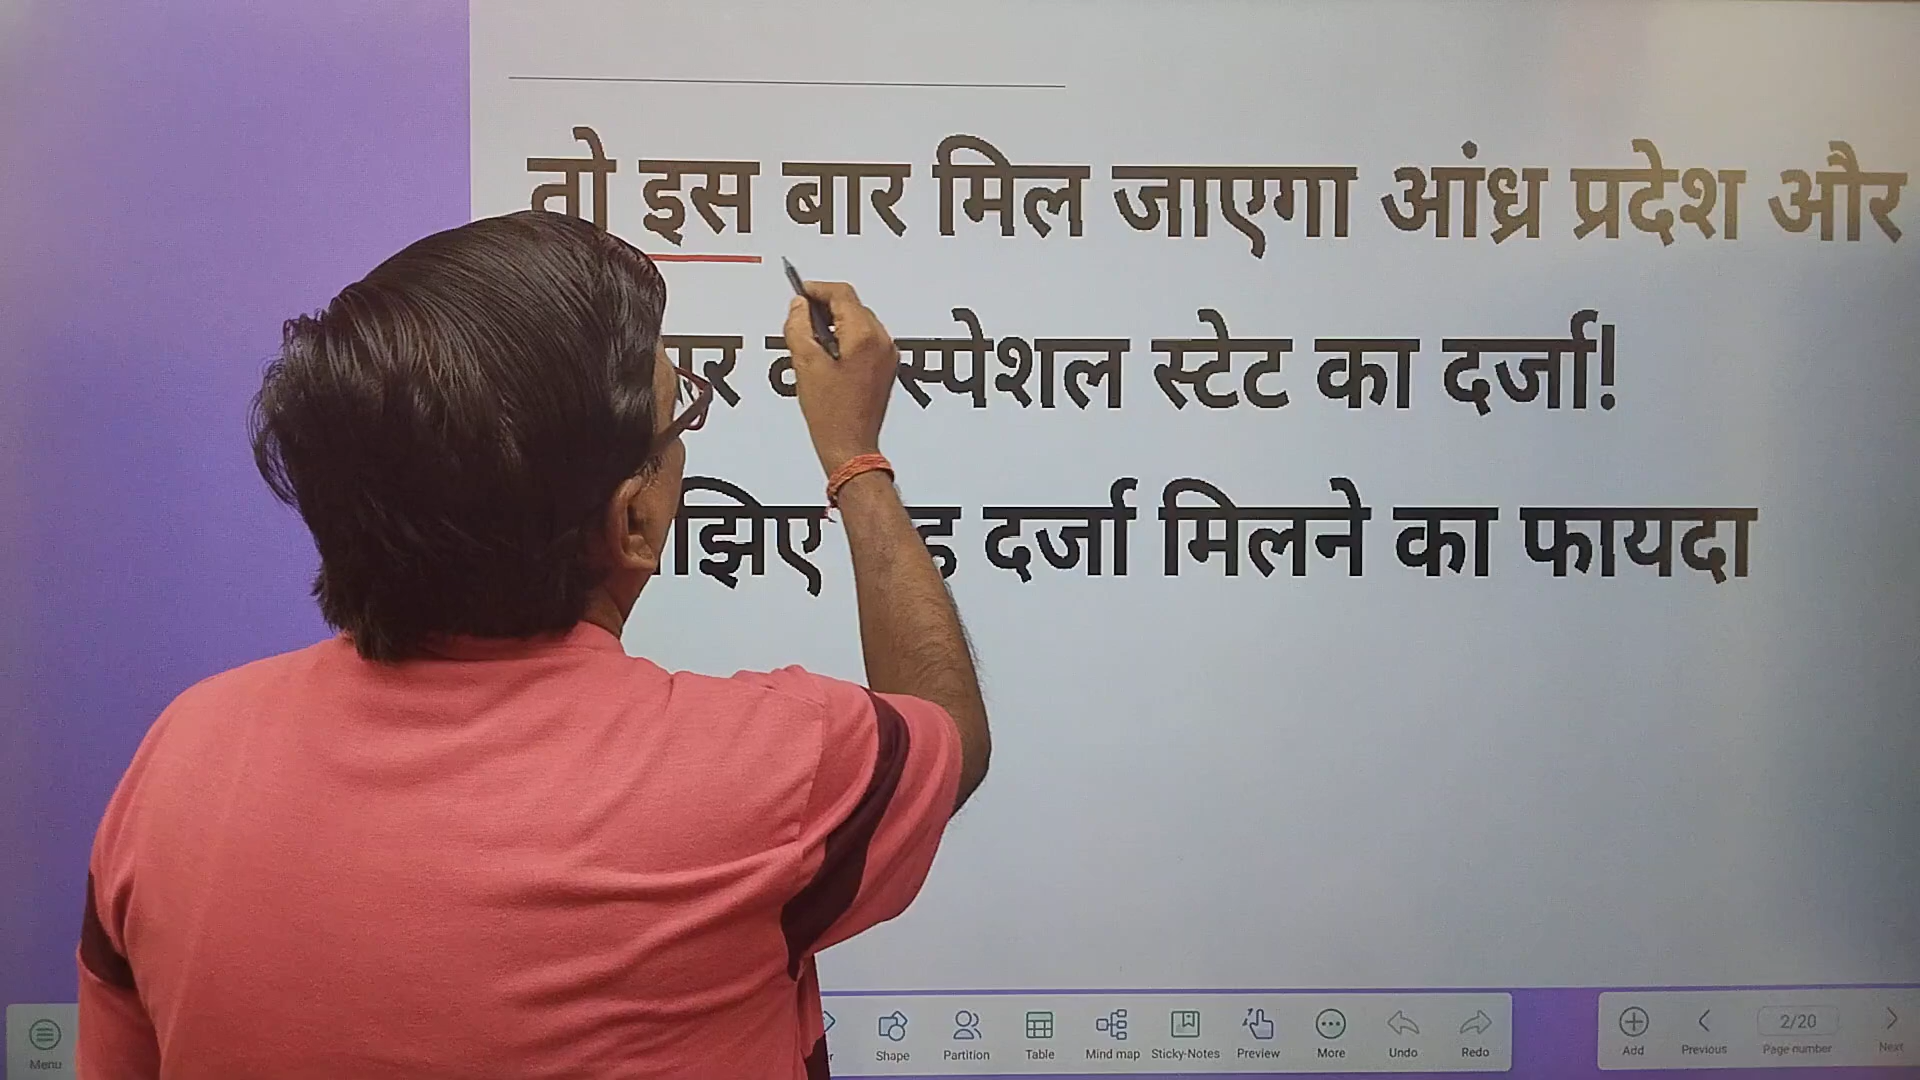 तो इस बार मिल जाएगा आंध्र प्रदेश और
स्पेशल स्टेट का दर्जा!
दर्जा मिलने का फायदा
Menu
Shape
Partition
Table
Mind map
Sticky-Notes
Preview
More
Undo
Redo
Add
Previous
2/20
Page number
Next